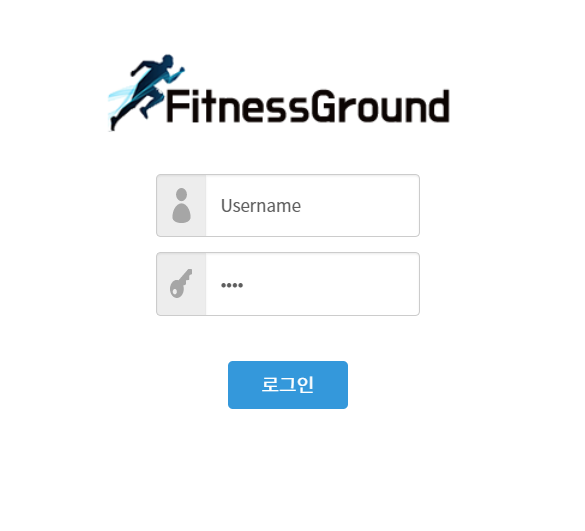 FitnessGround
Username
••••
로그인